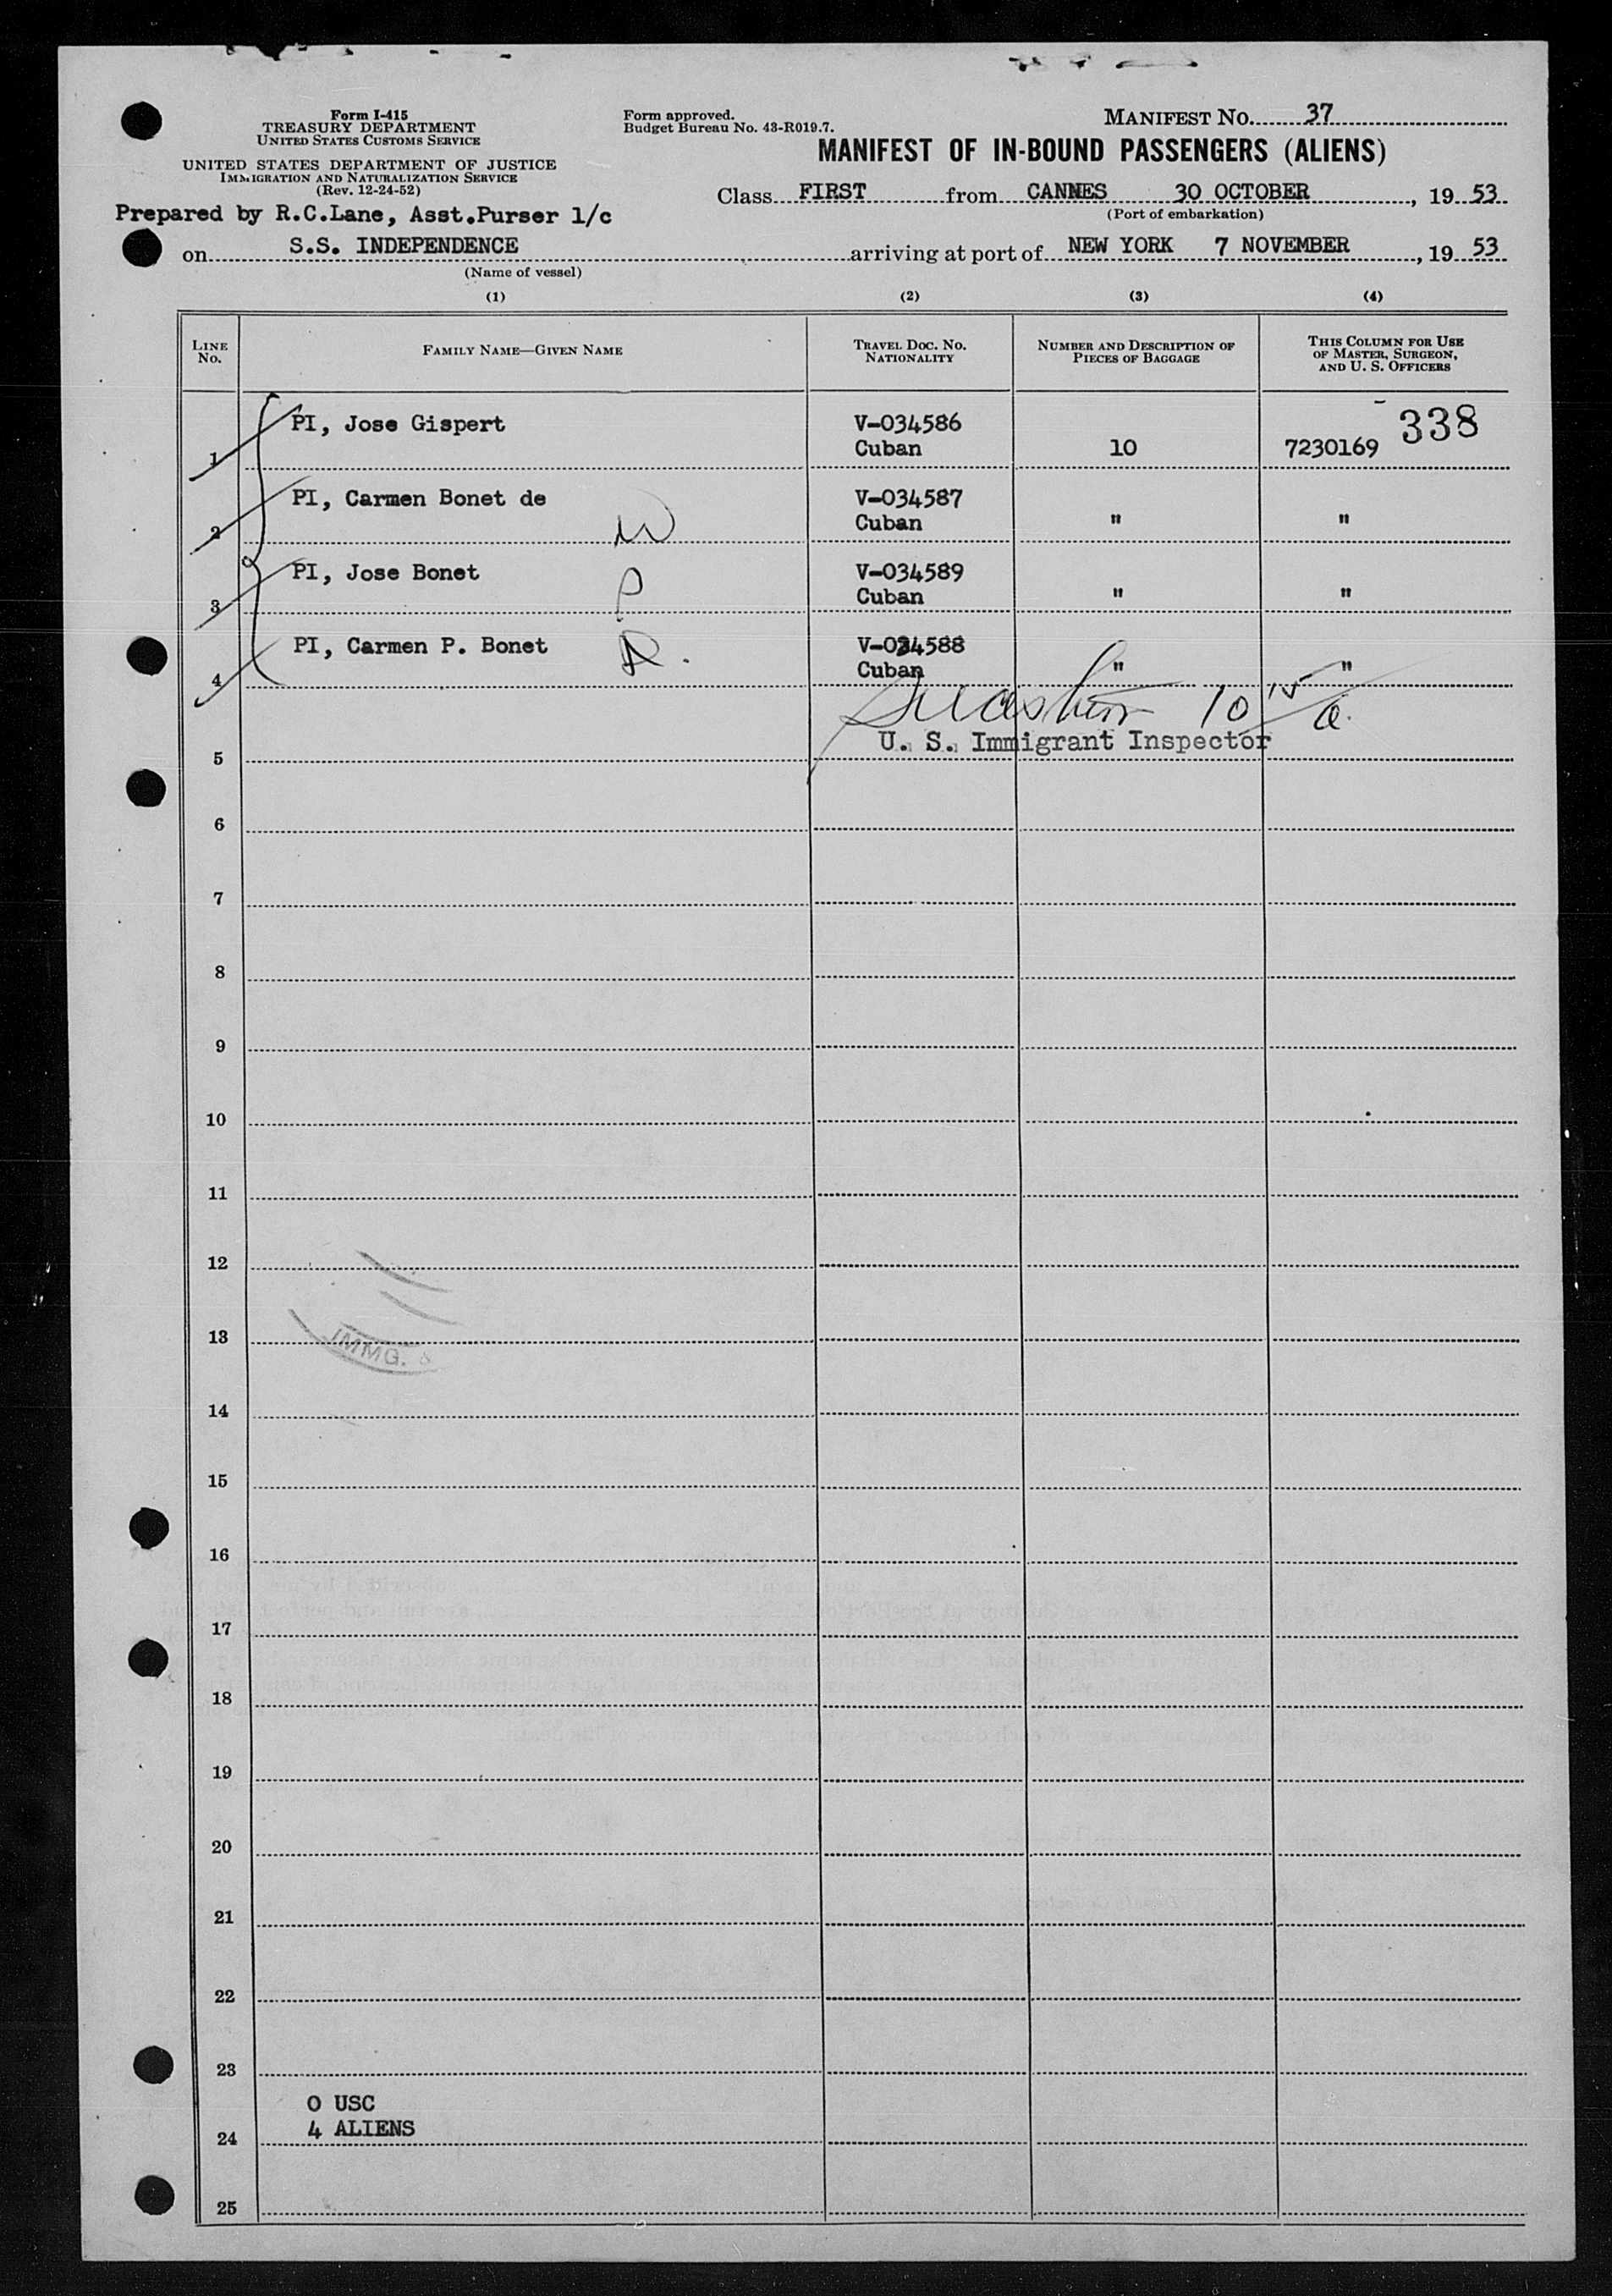 Form I-415
TREASURY DEPARTMENT
UNITED STATES CUSTOMS SERVICE
UNITED STATES DEPARTMENT OF JUSTICE
IMMIGRATION AND NATURALIZATION SERVICE
(Rev. 12-24-52)
Prepared by R.C.Lane, Asst.Purser 1/c
Form approved.
Budget Bureau No. 43-R019.7.
MANIFEST NO. 37
MANIFEST OF IN-BOUND PASSENGERS (ALIENS)
Class FIRST from CANNES 30 OCTOBER, 19 53
(Port of embarkation)
on S.S. INDEPENDENCE arriving at port of NEW YORK 7 NOVEMBER, 19 53
(Name of vessel)
(1) (2) (3) (4)
LINE NO. FAMILY NAME—GIVEN NAME TRAVEL DOC. NO. NATIONALITY NUMBER AND DESCRIPTION OF PIECES OF BAGGAGE THIS COLUMN FOR USE OF MASTER, SURGEON, AND U. S. OFFICERS
PI, Jose Gispert V-034586 338
1 Cuban 10 7230169
PI, Carmen Bonet de V-034587
2 W Cuban " "
PI, Jose Bonet V-034589
3 Cuban " "
PI, Carmen P. Bonet V-034588
4 Cuban " "
10 15 a.
U. S. Immigrant Inspector
5
6
7
8
9
10
11
12
13
IMMG. &
14
15
16
17
18
19
20
21
22
23
0 USC
4 ALIENS
24
25